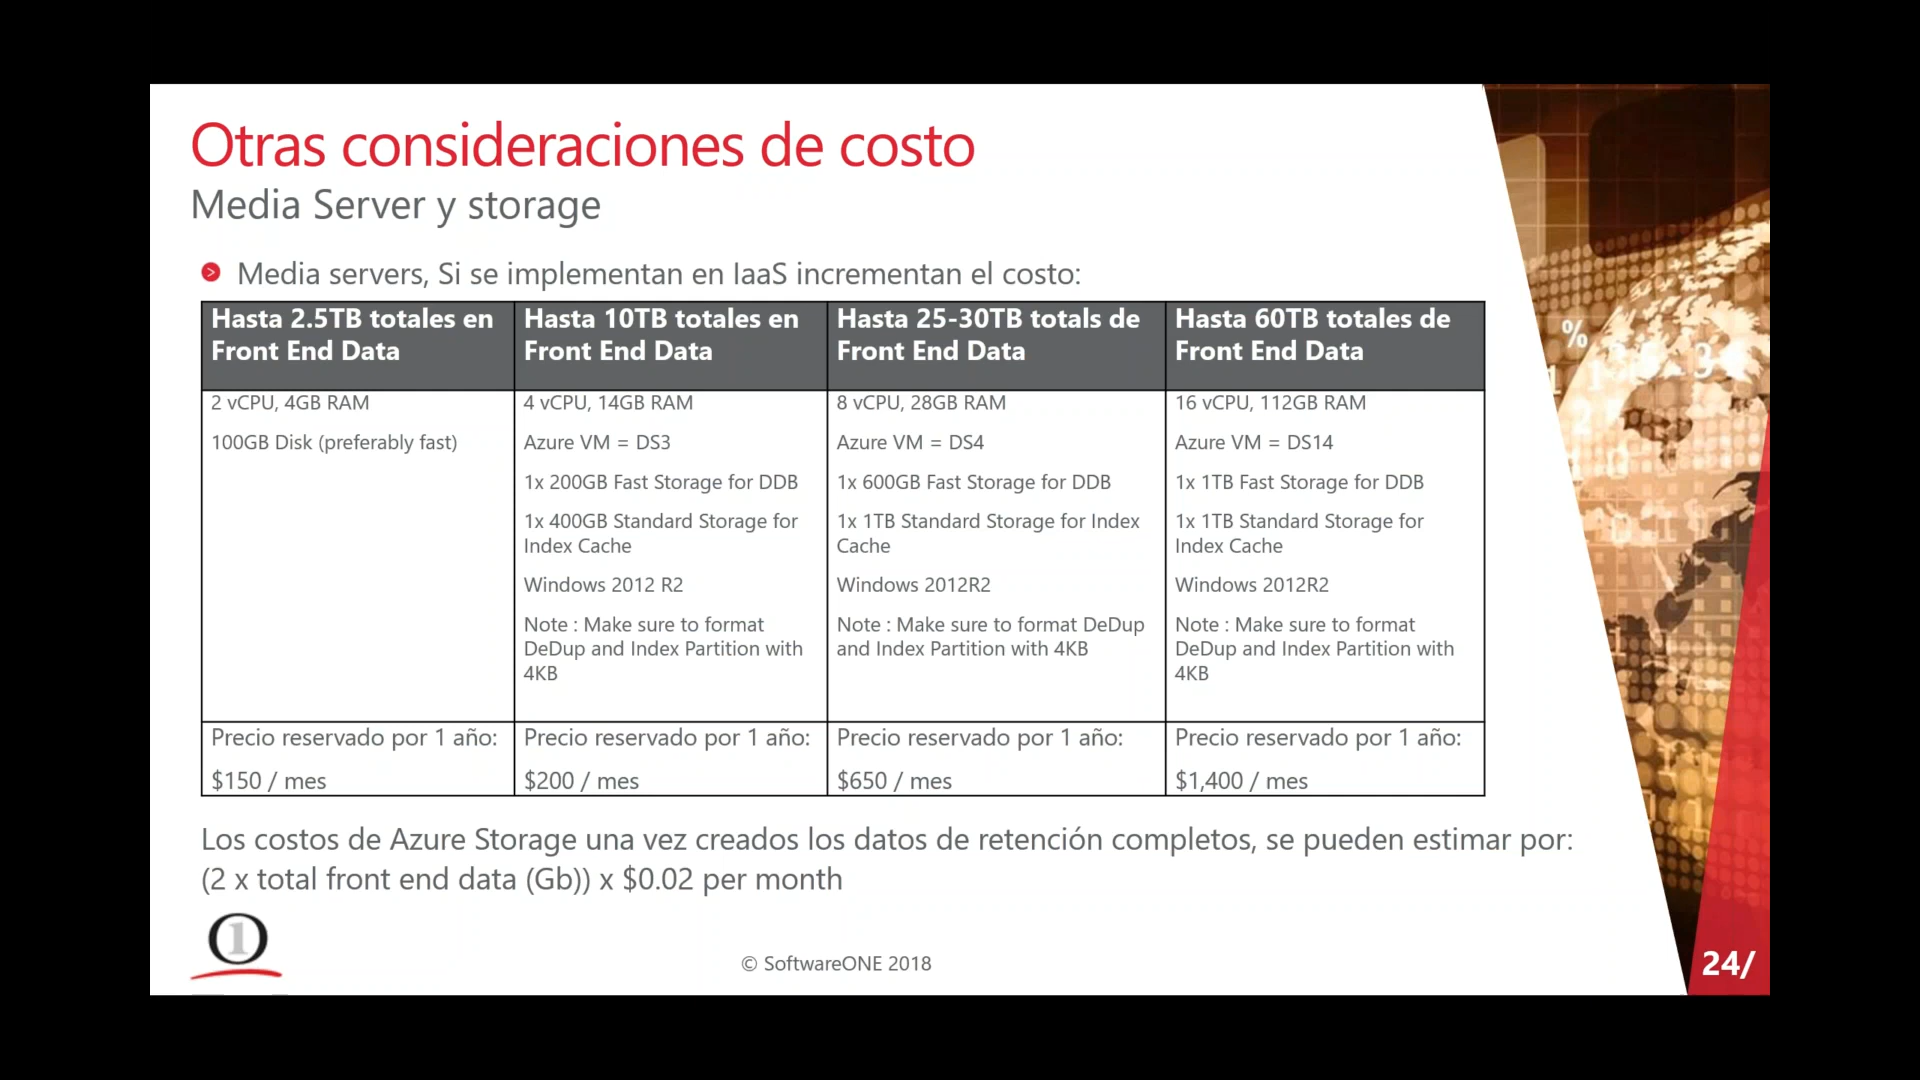 Otras consideraciones de costo
Media Server y storage
Media servers, Si se implementan en IaaS incrementan el costo:
Hasta 2.5TB totales en
Front End Data
Hasta 10TB totales en
Front End Data
Hasta 25-30TB totals de
Front End Data
Hasta 60TB totales de
Front End Data
2 vCPU, 4GB RAM
100GB Disk (preferably fast)
4 vCPU, 14GB RAM
Azure VM = DS3
1x 200GB Fast Storage for DDB
1x 400GB Standard Storage for
Index Cache
Windows 2012 R2
Note : Make sure to format
DeDup and Index Partition with
4KB
8 vCPU, 28GB RAM
Azure VM = DS4
1x 600GB Fast Storage for DDB
1x 1TB Standard Storage for Index
Cache
Windows 2012R2
Note : Make sure to format DeDup
and Index Partition with 4KB
16 vCPU, 112GB RAM
Azure VM = DS14
1x 1TB Fast Storage for DDB
1x 1TB Standard Storage for
Index Cache
Windows 2012R2
Note : Make sure to format
DeDup and Index Partition with
4KB
Precio reservado por 1 año:
$150 / mes
Precio reservado por 1 año:
$200 / mes
Precio reservado por 1 año:
$650 / mes
Precio reservado por 1 año:
$1,400 / mes
Los costos de Azure Storage una vez creados los datos de retención completos, se pueden estimar por:
(2 x total front end data (Gb)) x $0.02 per month
© SoftwareONE 2018
24/
%